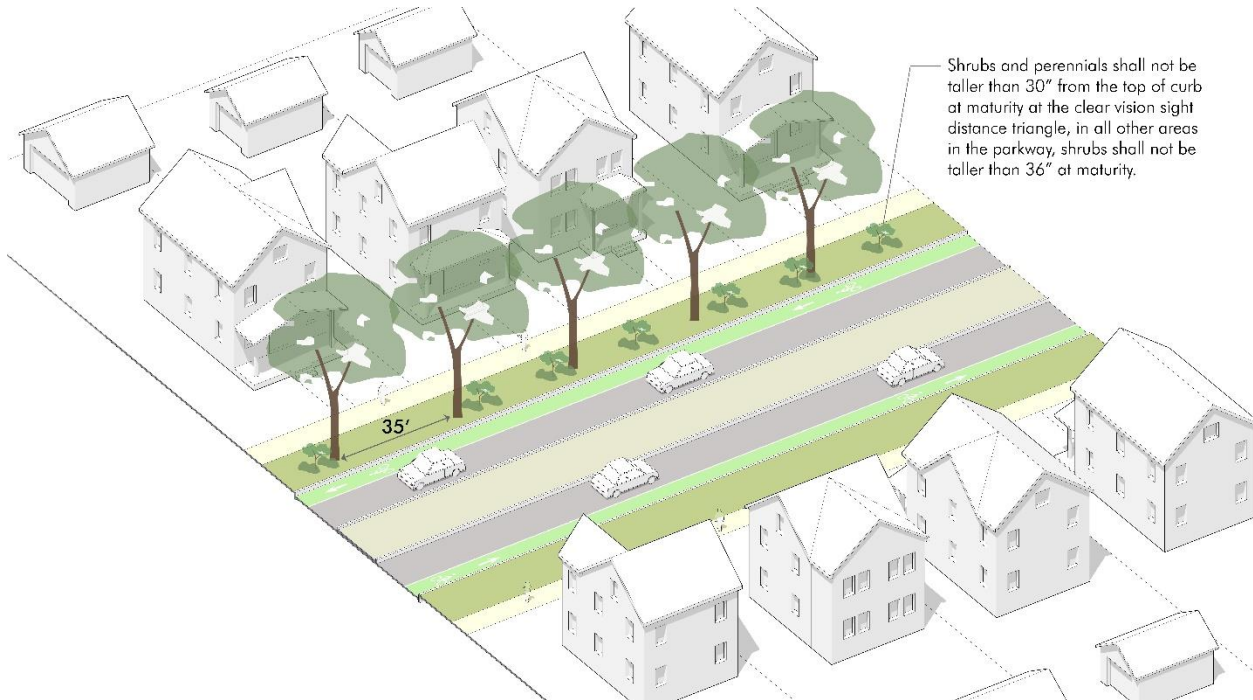 Shrubs and perennials shall not be
taller than 30" from the top of curb
at maturity at the clear vision sight
distance triangle, in all other areas
in the parkway, shrubs shall not be
taller than 36" at maturity.
35'